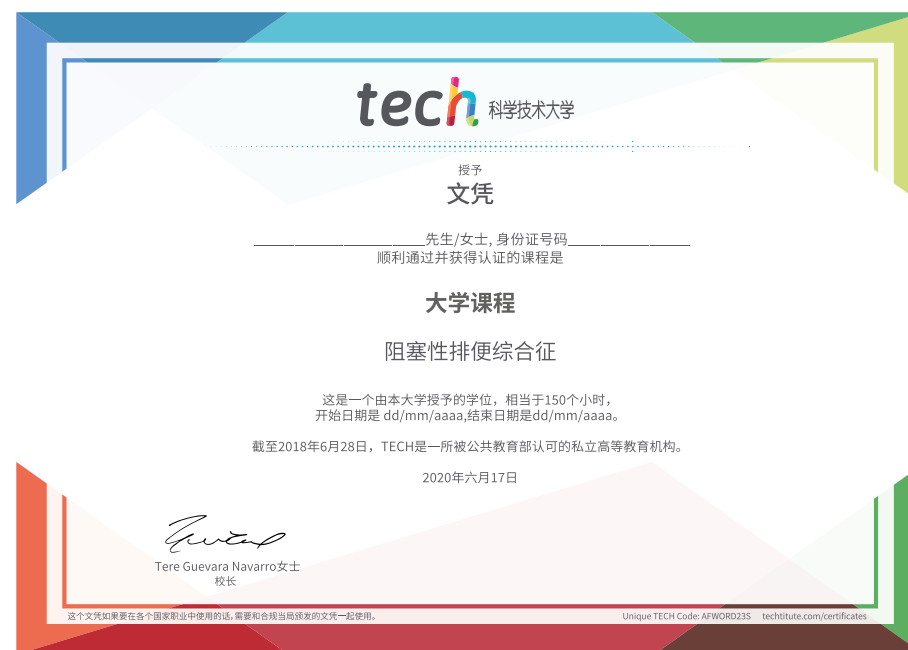 tech 科学技术大学
授予
文凭
______________________先生/女士, 身份证号码_______________
顺利通过并获得认证的课程是
大学课程
阻塞性排便综合征
这是一个由本大学授予的学位，相当于150个小时，
开始日期是 dd/mm/aaaa,结束日期是dd/mm/aaaa。
截至2018年6月28日，TECH是一所被公共教育部认可的私立高等教育机构。
2020年六月17日
Tere Guevara Navarro女士
校长
这个文凭如果要在各个国家职业中使用的话,需要和合规当局颁发的文凭一起使用。
Unique TECH Code: AFWORD23S techtitute.com/certificates